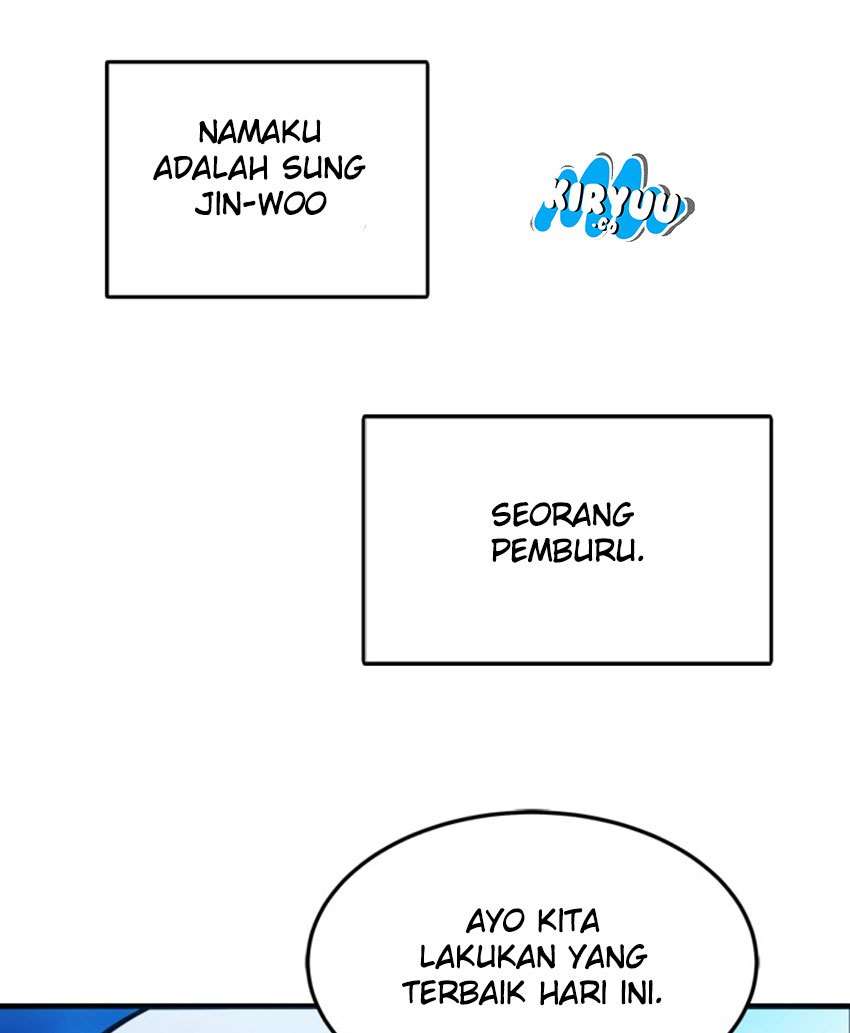 NAMAKU
ADALAH SUNG
JIN-WOO
KIRYUU
.CO
SEORANG
PEMBURU.
AYO KITA
LAKUKAN YANG
TERBAIK HARI INI.